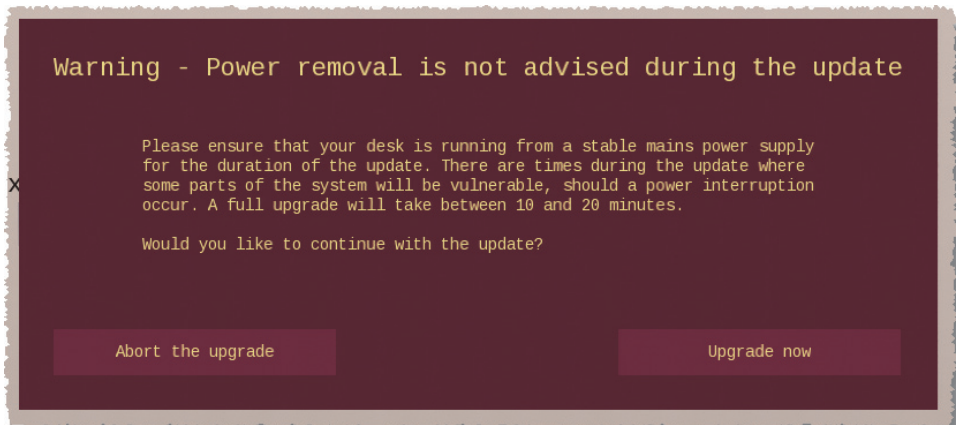 Warning - Power removal is not advised during the update
Please ensure that your desk is running from a stable mains power supply
for the duration of the update. There are times during the update where
x
some parts of the system will be vulnerable, should a power interruption
occur. A full upgrade will take between 10 and 20 minutes.
Would you like to continue with the update?
Abort the upgrade
Upgrade now